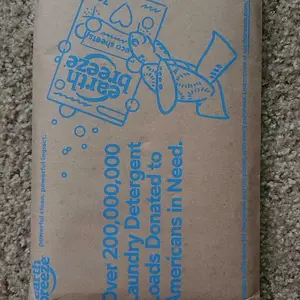 eco sheets
earth
breeze
powerful clean. powerful impact.
earth
breeze
Over 200,000,000
Laundry Detergent
Loads Donated to
Americans in Need.